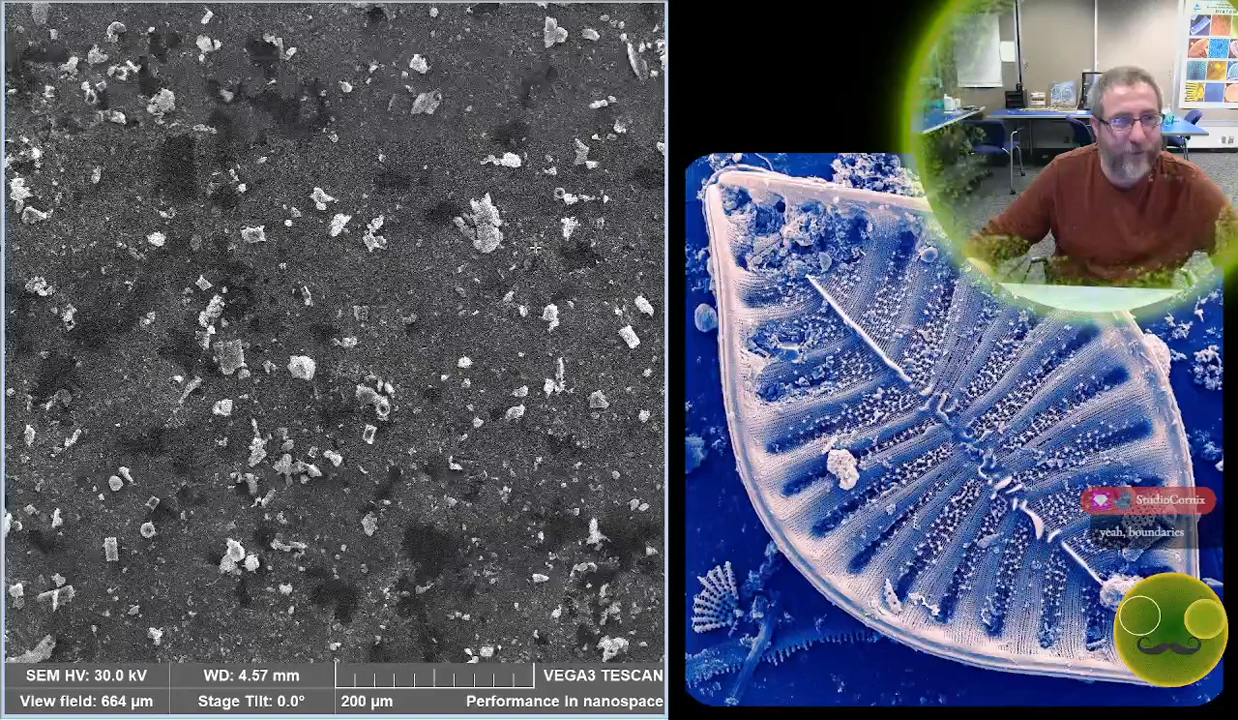 SEM HV: 30.0 kV
WD: 4.57 mm
VEGA3 TESCAN
View field: 664 µm
Stage Tilt: 0.0°
200 µm
Performance in nanospace
StudioCornix
yeah, boundaries